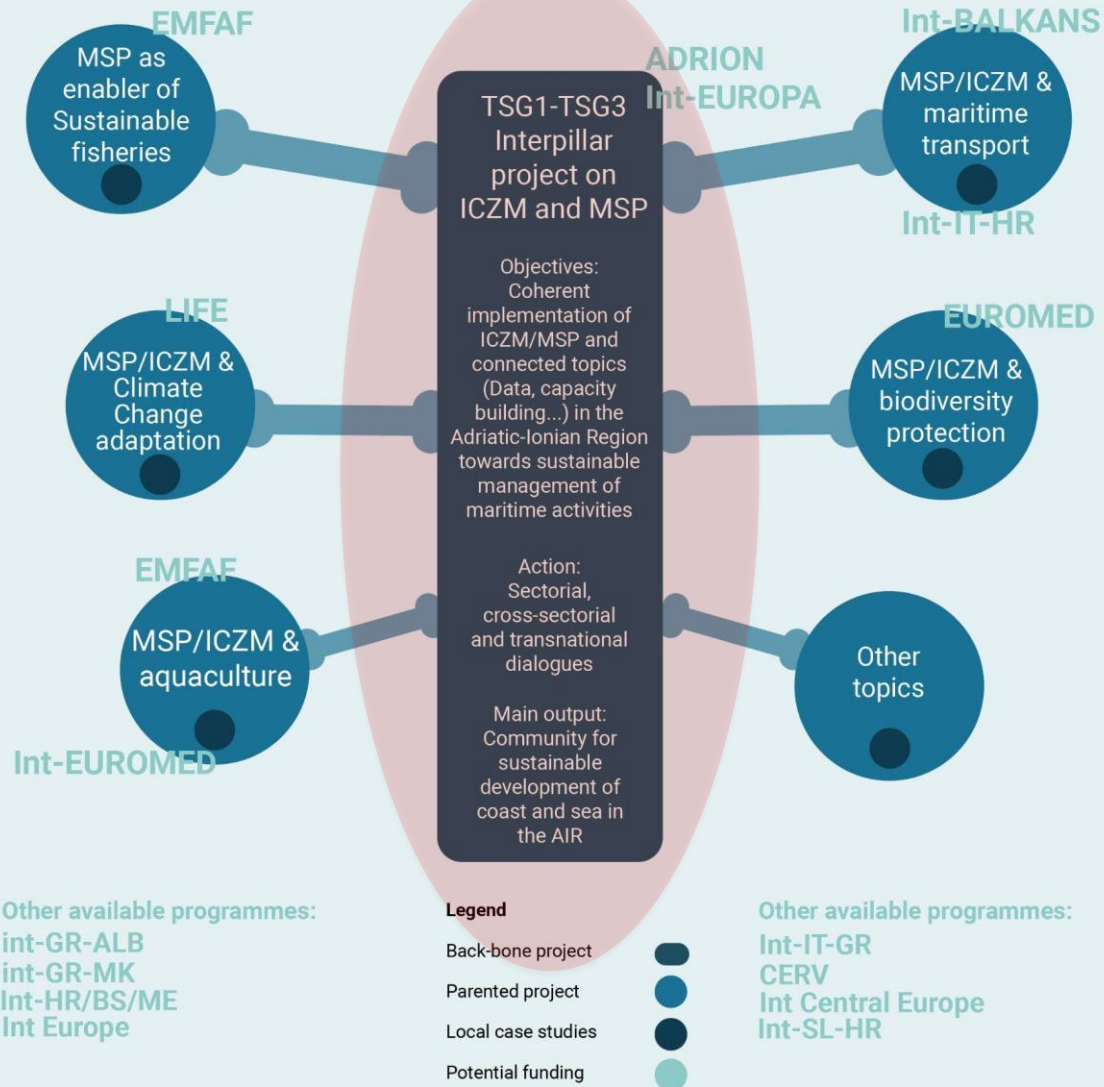 EMFAF
MSP as
enabler of
Sustainable
fisheries
LIFE
MSP/ICZM &
Climate
Change
adaptation
EMFAF
MSP/ICZM &
aquaculture
Int-EUROMED
ADRION
Int-EUROPA
TSG1-TSG3
Interpillar
project on
ICZM and MSP
Objectives:
Coherent
implementation of
ICZM/MSP and
connected topics
(Data, capacity
building...) in the
Adriatic-Ionian Region
towards sustainable
management of
maritime activities
Action:
Sectorial,
cross-sectorial
and transnational
dialogues
Main output:
Community for
sustainable
development of
coast and sea in
the AIR
Int-BALKANS
MSP/ICZM &
maritime
transport
Int-IT-HR
EUROMED
MSP/ICZM &
biodiversity
protection
Other
topics
Other available programmes:
int-GR-ALB
int-GR-MK
Int-HR/BS/ME
Int Europe
Legend
Back-bone project
Parented project
Local case studies
Potential funding
Other available programmes:
Int-IT-GR
CERV
Int Central Europe
Int-SL-HR